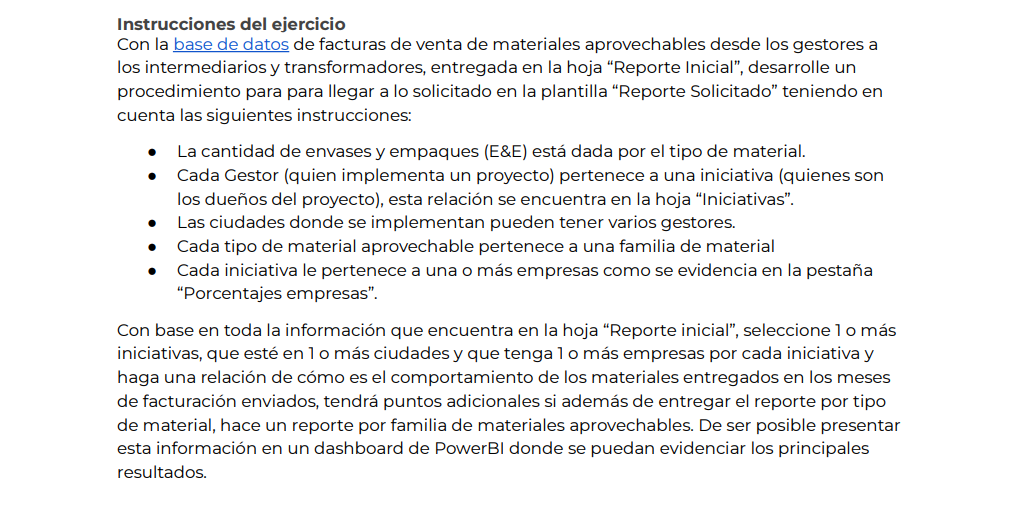 Instrucciones del ejercicio
Con la base de datos de facturas de venta de materiales aprovechables desde los gestores a
los intermediarios y transformadores, entregada en la hoja “Reporte Inicial”, desarrolle un
procedimiento para para llegar a lo solicitado en la plantilla “Reporte Solicitado” teniendo en
cuenta las siguientes instrucciones:
● La cantidad de envases y empaques (E&E) está dada por el tipo de material.
● Cada Gestor (quien implementa un proyecto) pertenece a una iniciativa (quienes son
los dueños del proyecto), esta relación se encuentra en la hoja “Iniciativas”.
● Las ciudades donde se implementan pueden tener varios gestores.
● Cada tipo de material aprovechable pertenece a una familia de material
● Cada iniciativa le pertenece a una o más empresas como se evidencia en la pestaña
“Porcentajes empresas”.
Con base en toda la información que encuentra en la hoja “Reporte inicial”, seleccione 1 o más
iniciativas, que esté en 1 o más ciudades y que tenga 1 o más empresas por cada iniciativa y
haga una relación de cómo es el comportamiento de los materiales entregados en los meses
de facturación enviados, tendrá puntos adicionales si además de entregar el reporte por tipo
de material, hace un reporte por familia de materiales aprovechables. De ser posible presentar
esta información en un dashboard de PowerBI donde se puedan evidenciar los principales
resultados.